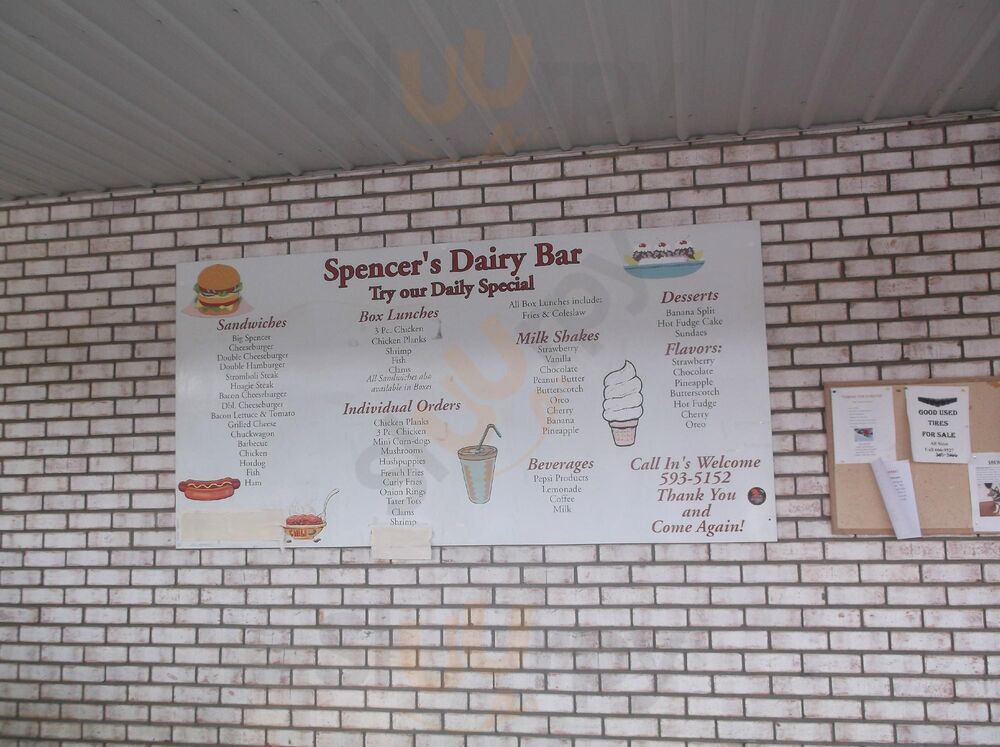 Spencer's Dairy Bar
Try our Daily Special
Sandwiches
Big Spencer
Cheeseburger
Double Cheeseburger
Double Hamburger
Stromboli Steak
Hoagie Steak
Bacon Cheeseburger
Dbl. Cheeseburger
Bacon Lettuce & Tomato
Grilled Cheese
Chuckwagon
Barbecue
Chicken
Hotdog
Fish
Ham
Box Lunches
3 Pc. Chicken
Chicken Planks
Shrimp
Fish
Clams
All Sandwiches also
available in Boxes
Individual Orders
Chicken Planks
3 Pc. Chicken
Mini Corn-dogs
Mushrooms
Hushpuppies
French Fries
Curly Fries
Onion Rings
Tater Tots
Clams
Shrimp
All Box Lunches include:
Fries & Coleslaw
Milk Shakes
Strawberry
Vanilla
Chocolate
Peanut Butter
Butterscotch
Oreo
Cherry
Banana
Pineapple
Beverages
Pepsi Products
Lemonade
Coffee
Milk
Desserts
Banana Split
Hot Fudge Cake
Sundaes
Flavors:
Strawberry
Chocolate
Pineapple
Butterscotch
Hot Fudge
Cherry
Oreo
Call In's Welcome
593-5152
Thank You
and
Come Again!
GOOD USED
TIRES
FOR SALE